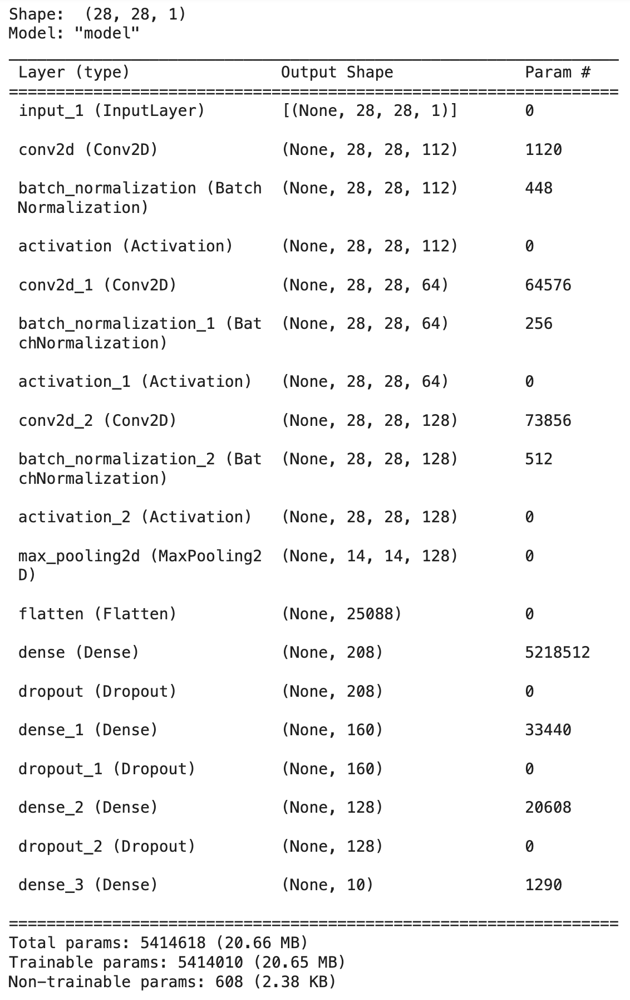 Shape:  (28, 28, 1)
Model: "model"
_________________________________________________________________
 Layer (type)                Output Shape              Param #
=================================================================
 input_1 (InputLayer)        [(None, 28, 28, 1)]       0
 conv2d (Conv2D)             (None, 28, 28, 112)       1120
 batch_normalization (Batch  (None, 28, 28, 112)       448
 Normalization)
 activation (Activation)     (None, 28, 28, 112)       0
 conv2d_1 (Conv2D)           (None, 28, 28, 64)        64576
 batch_normalization_1 (Bat  (None, 28, 28, 64)        256
 chNormalization)
 activation_1 (Activation)   (None, 28, 28, 64)        0
 conv2d_2 (Conv2D)           (None, 28, 28, 128)       73856
 batch_normalization_2 (Bat  (None, 28, 28, 128)       512
 chNormalization)
 activation_2 (Activation)   (None, 28, 28, 128)       0
 max_pooling2d (MaxPooling2  (None, 14, 14, 128)       0
 D)
 flatten (Flatten)           (None, 25088)             0
 dense (Dense)               (None, 208)               5218512
 dropout (Dropout)           (None, 208)               0
 dense_1 (Dense)             (None, 160)               33440
 dropout_1 (Dropout)         (None, 160)               0
 dense_2 (Dense)             (None, 128)               20608
 dropout_2 (Dropout)         (None, 128)               0
 dense_3 (Dense)             (None, 10)                1290
=================================================================
Total params: 5414618 (20.66 MB)
Trainable params: 5414010 (20.65 MB)
Non-trainable params: 608 (2.38 KB)